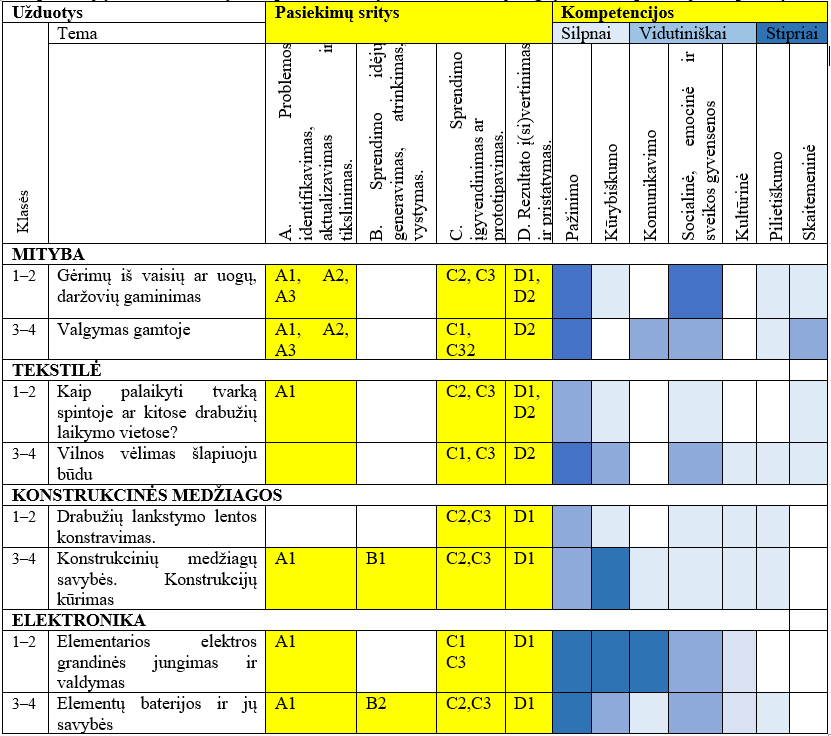 Užduotys Pasiekimų sritys Kompetencijos
Tema Silpnai Vidutiniškai Stipriai
Klasės
A. Problemos
identifikavimas, ir
aktualizavimas
tikslinimas.
B. Sprendimo idėjų
generavimas, atrinkimas.
vystymas.
C. Sprendimo
įgyvendinimas ar
prototipavimas.
D. Rezultato į(si)vertinimas
ir pristatymas.
Pažinimo
Kūrybiškumo
Komunikavimo
Socialinė, emocinė ir
sveikos gyvensenos
Kultūrinė
Pilietiškumo
Skaitemeninė
MITYBA
1–2 Gėrimų iš vaisių ar uogų, A1, A2, C2, C3 D1,
daržovių gaminimas A3 D2
3–4 Valgymas gamtoje A1, A2, C1, D2
A3 C32
TEKSTILĖ
1–2 Kaip palaikyti tvarką A1 C2, C3 D1,
spintoje ar kitose drabužių D2
laikymo vietose?
3–4 Vilnos vėlimas šlapiuoju C1, C3 D2
būdu
KONSTRUKCINĖS MEDŽIAGOS
1–2 Drabužių lankstymo lentos C2,C3 D1
konstravimas.
3–4 Konstrukcinių medžiagų A1 B1 C2,C3 D1
savybės. Konstrukcijų
kūrimas
ELEKTRONIKA
1–2 Elementarios elektros A1 C1 D1
grandinės jungimas ir C3
valdymas
3–4 Elementų baterijos ir jų A1 B2 C2,C3 D1
savybės